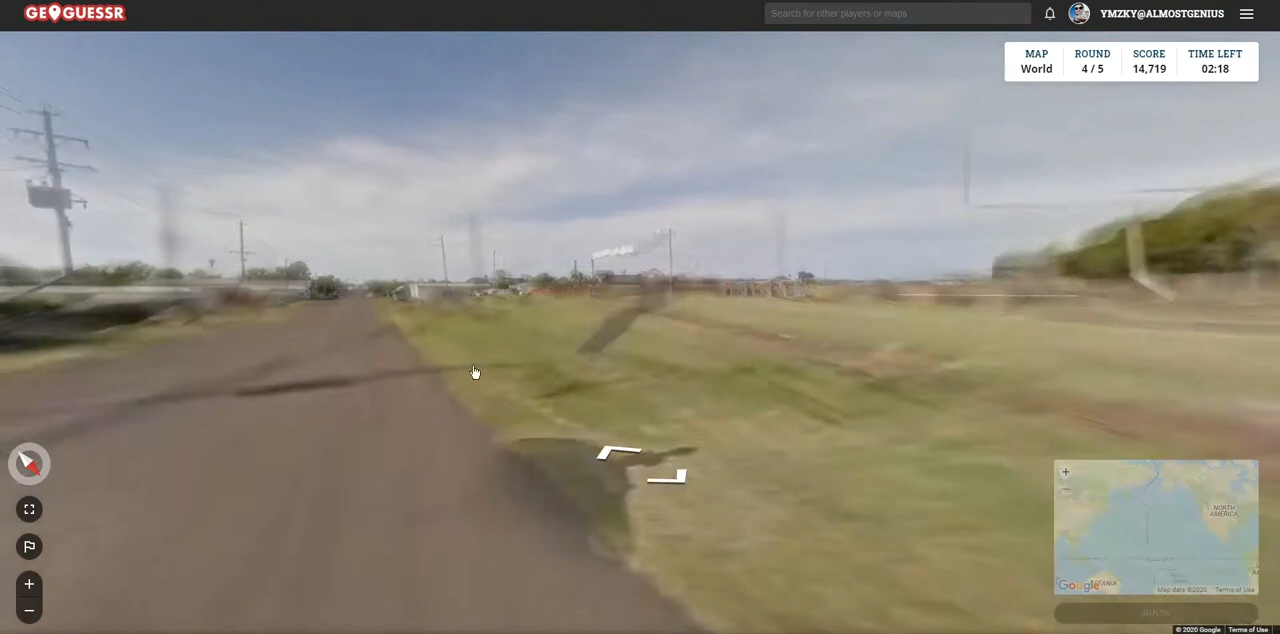 GEOGUESSR
Search for other players or maps
YMZKY@ALMOSTGENIUS
MAP
World
ROUND
4 / 5
SCORE
14,719
TIME LEFT
02:18
+
−
NORTH
AMERICA
Google
Map data ©2020
Terms of Use
+
−
© 2020 Google
Terms of Use